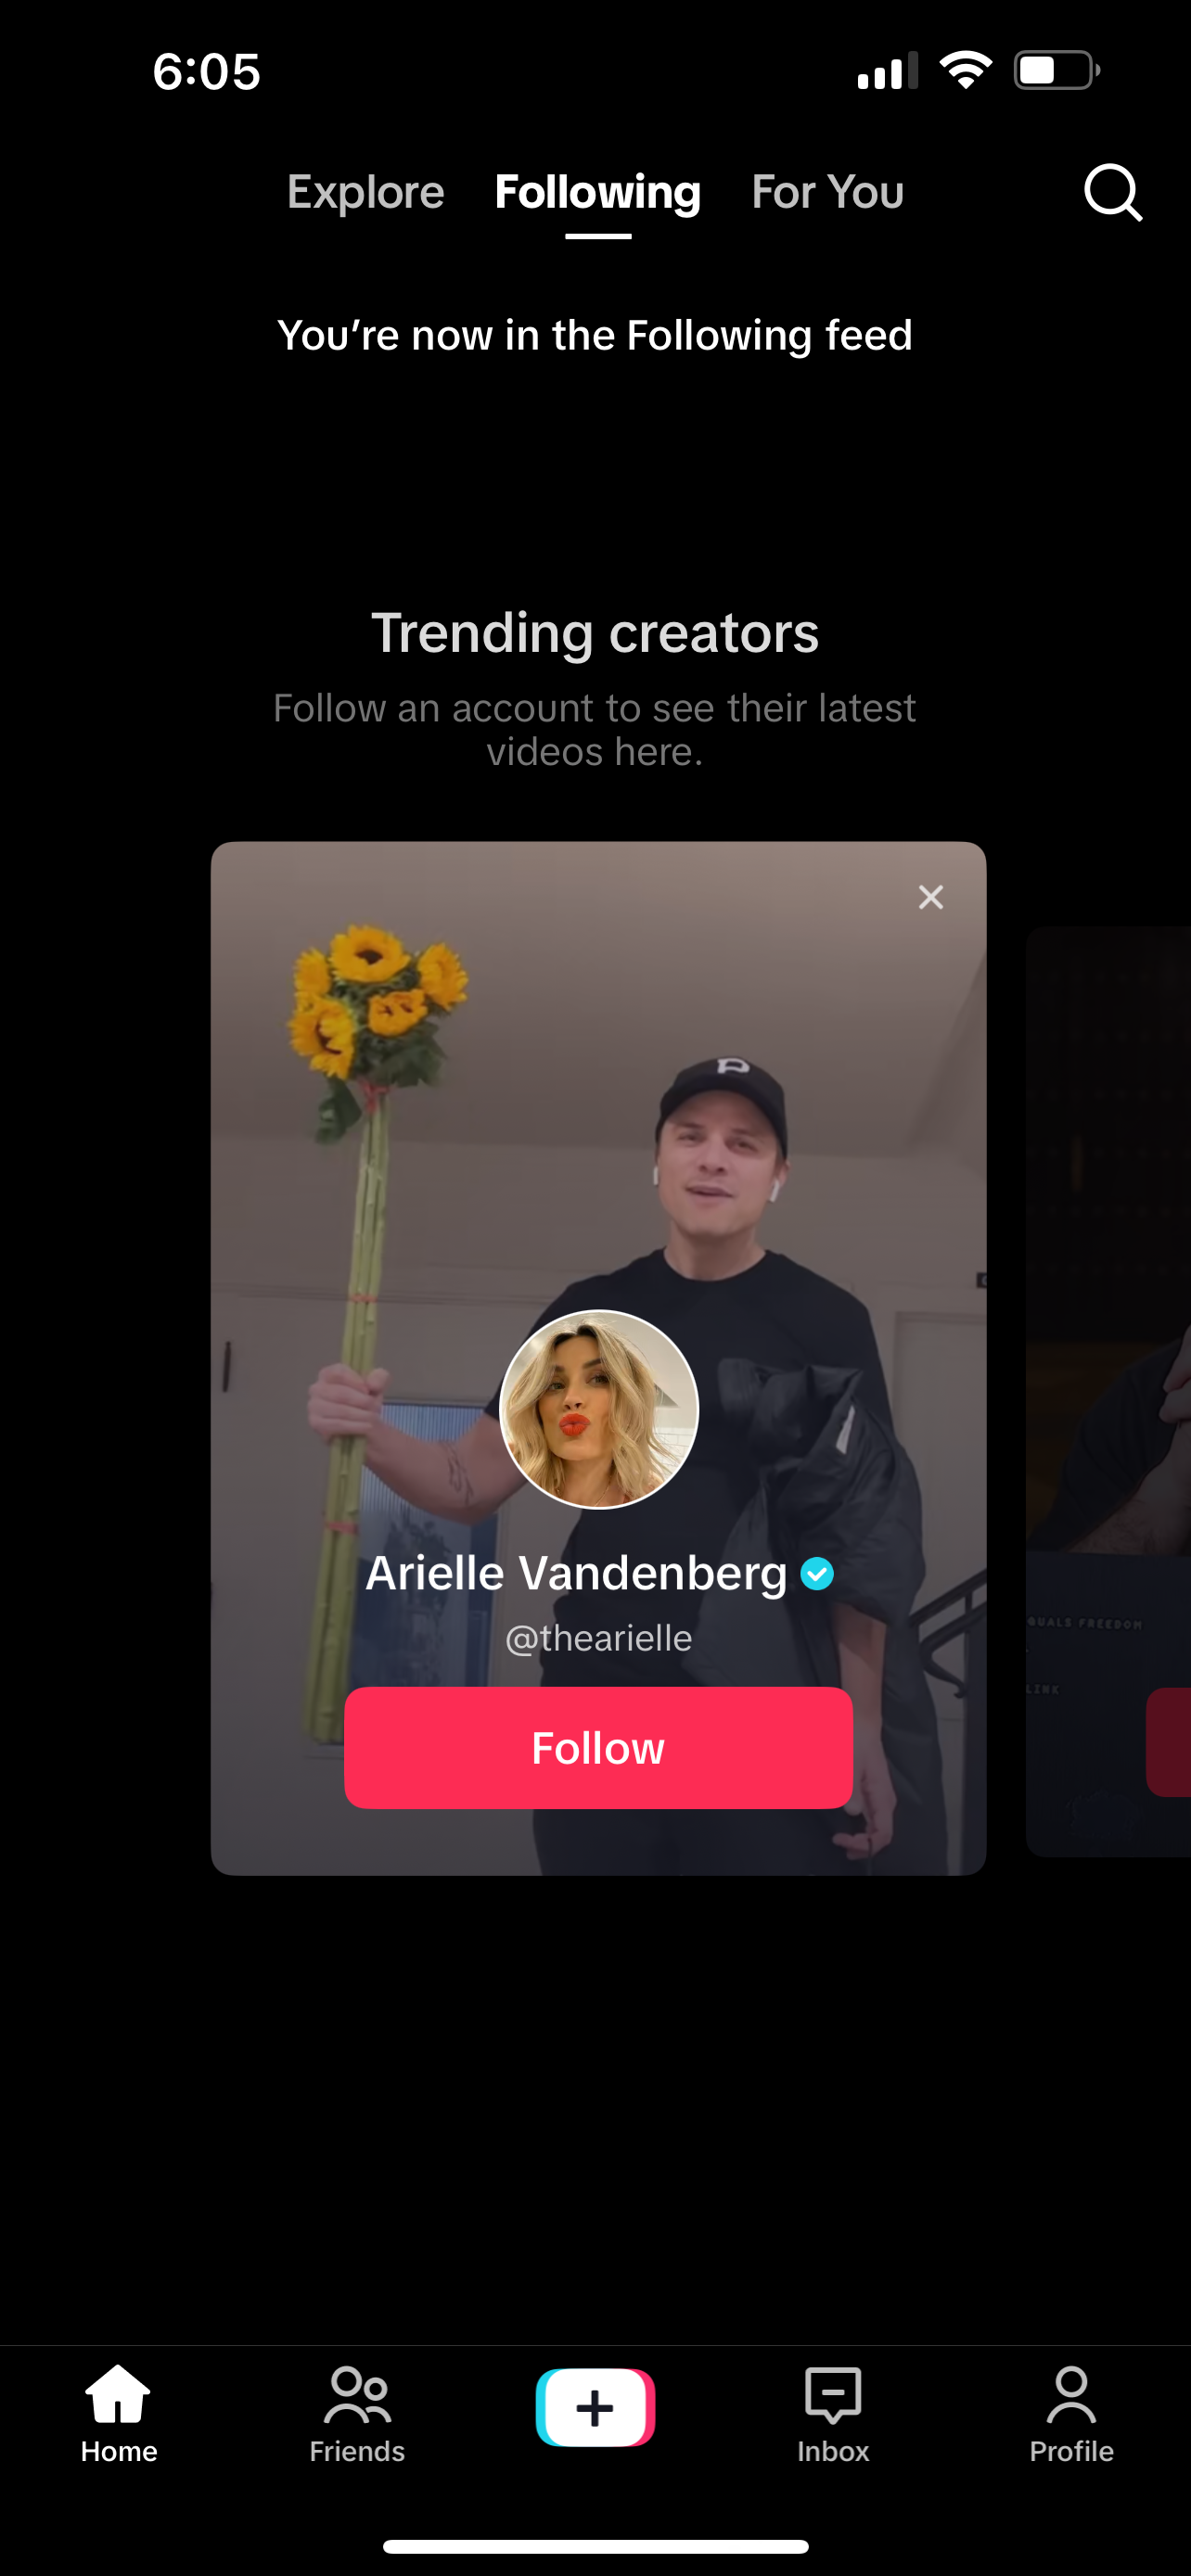 6:05
Explore Following For You
You’re now in the Following feed
Trending creators
Follow an account to see their latest
videos here.
P
Arielle Vandenberg
@thearielle
Follow
QUALS FREEDOM
LINK
Home Friends Inbox Profile